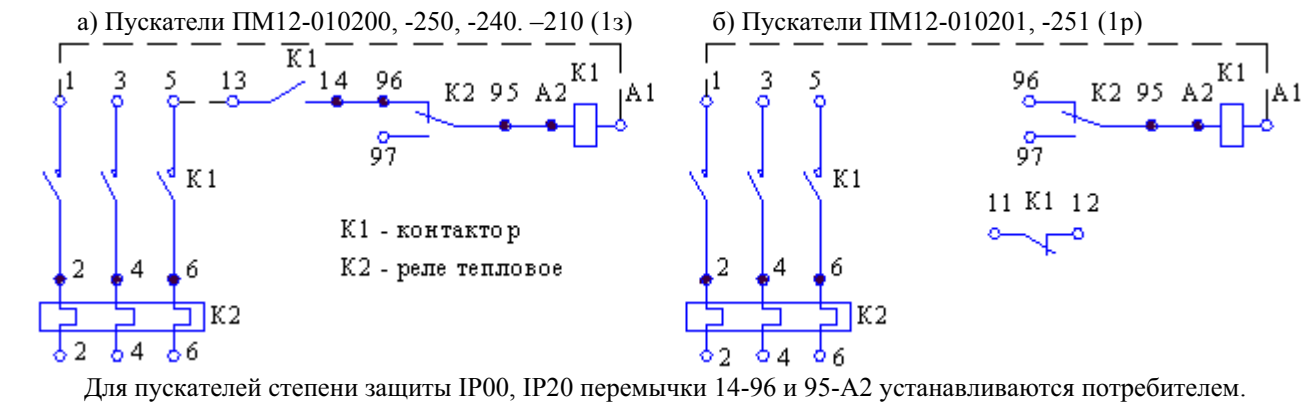 а) Пускатели ПМ12-010200, -250, -240. –210 (1з)
б) Пускатели ПМ12-010201, -251 (1р)
К1
1 3 5 13 14 96 К2 95 А2 К1 А1
97
К1
2 4 6
К2
2 4 6
К1 - контактор
К2 - реле тепловое
1 3 5 96 К2 95 А2 К1 А1
97
К1
11 К1 12
2 4 6
К2
2 4 6
Для пускателей степени защиты IP00, IP20 перемычки 14-96 и 95-А2 устанавливаются потребителем.